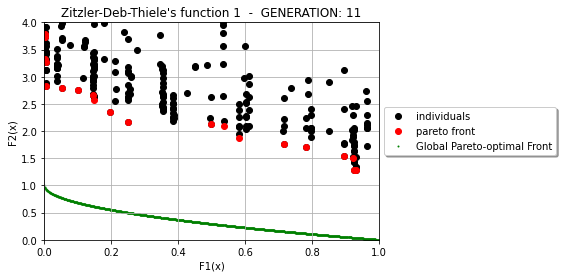 Zitzler-Deb-Thiele's function 1 - GENERATION: 11
4.0
3.5
3.0
2.5
2.0
1.5
1.0
0.5
0.0
F2(x)
0.0 0.2 0.4 0.6 0.8 1.0
F1(x)
individuals
pareto front
Global Pareto-optimal Front